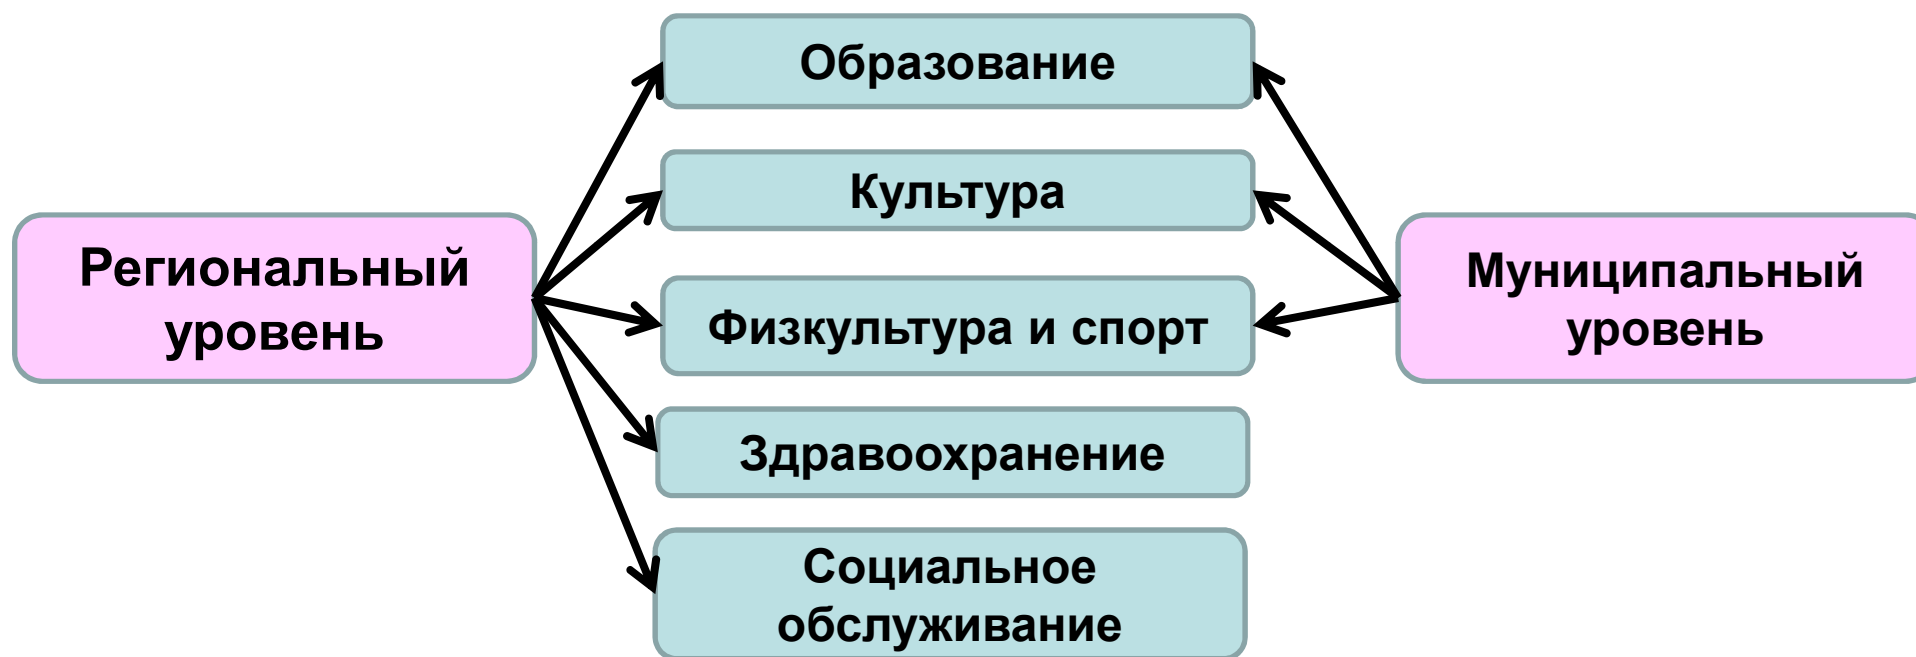 Образование
Культура
Региональный
уровень
Физкультура и спорт
Муниципальный
уровень
Здравоохранение
Социальное
обслуживание